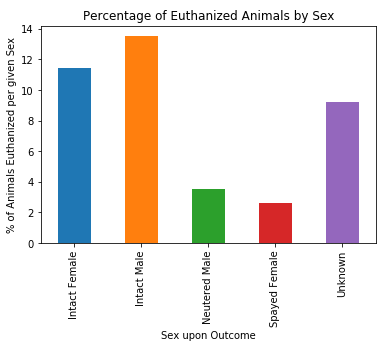 Percentage of Euthanized Animals by Sex
% of Animals Euthanized per given Sex
14
12
10
8
6
4
2
0
Intact Female
Intact Male
Neutered Male
Spayed Female
Unknown
Sex upon Outcome